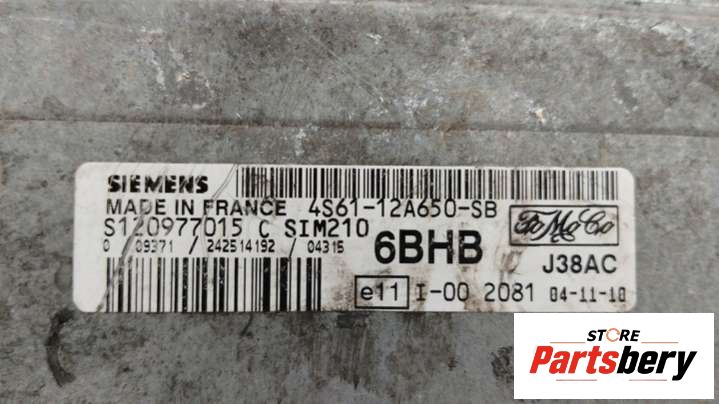 SIEMENS
MADE IN FRANCE 4S61-12A650-SB
S120977015 C SIM210
0 09371 / 242514192 / 04315
6BHB
FoMoCo
J38AC
e11 I-00 2081 04-11-10
STORE
Partsbery